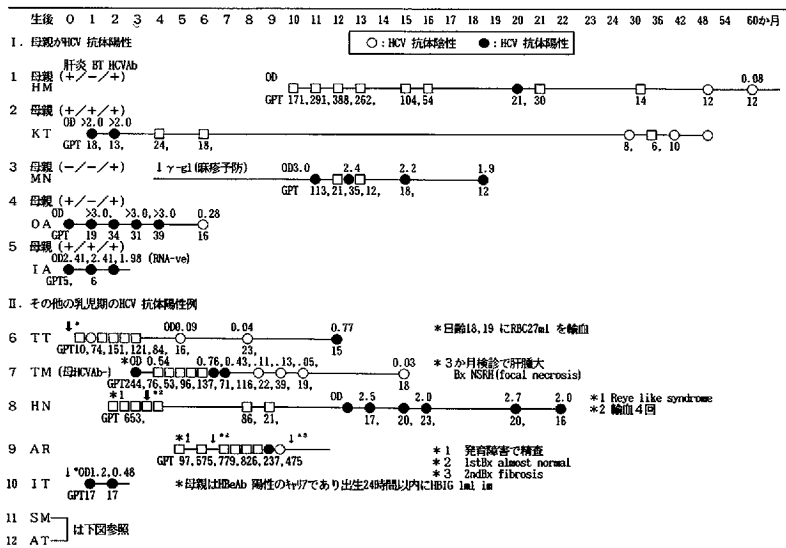 生後 0 1 2 3 4 5 6 7 8 9 10 11 12 13 14 15 16 17 18 19 20 21 22 23 24 30 36 42 48 54 60か月
I. 母親がHCV 抗体陽性
○:HCV 抗体陰性 ●:HCV 抗体陽性
肝炎 BT HCVAb
1 母親(+/-/+) OD 0.08
HM
GPT 171,291,388,262, 104,54 21, 30 14 12 12
2 母親(+/+/+)
OD >2.0 >2.0
KT
GPT 18, 13, 24, 18, 8, 6, 10
3 母親(-/-/+) ↓γ-gl(麻疹予防) OD3.0 2.4 2.2 1.9
MN
GPT 113,21,35,12, 18, 12
4 母親(+/-/+)
OD >3.0, >3.0,>3.0 0.28
OA
GPT 19 34 31 39 16
5 母親(+/+/+)
OD2.41,2.41,1.98 (RNA-ve)
IA
GPT5, 6
II. その他の乳児期のHCV 抗体陽性例
↓* OD0.09 0.04 0.77 *日齢18,19 にRBC27ml を輸血
6 TT
GPT10,74,151,121,84, 16, 23, 15
*OD 0.54 0.76,0.43,.11,.13,.05, 0.03 *3か月検診で肝腫大
7 TM(母HCVAb-) Bx NSRH(focal necrosis)
GPT244,76,53,96,137,71,116,22,39, 19, 18
*1 ↓*2 OD 2.5 2.0 2.7 2.0 *1 Reye like syndrome
8 HN *2 輸血4回
GPT 653, 86, 21, 17, 20, 23, 20, 16
*1 ↓*2 ↓*3 *1 発育障害で精査
9 AR *2 1stBx almost normal
GPT 97,575,779,826,237,475 *3 2ndBx fibrosis
↓*OD1.2,0.48
10 IT *母親はHBeAb 陽性のキャリアであり出生24時間以内にHBIG 1ml im
GPT17 17
11 SM
は下図参照
12 AT